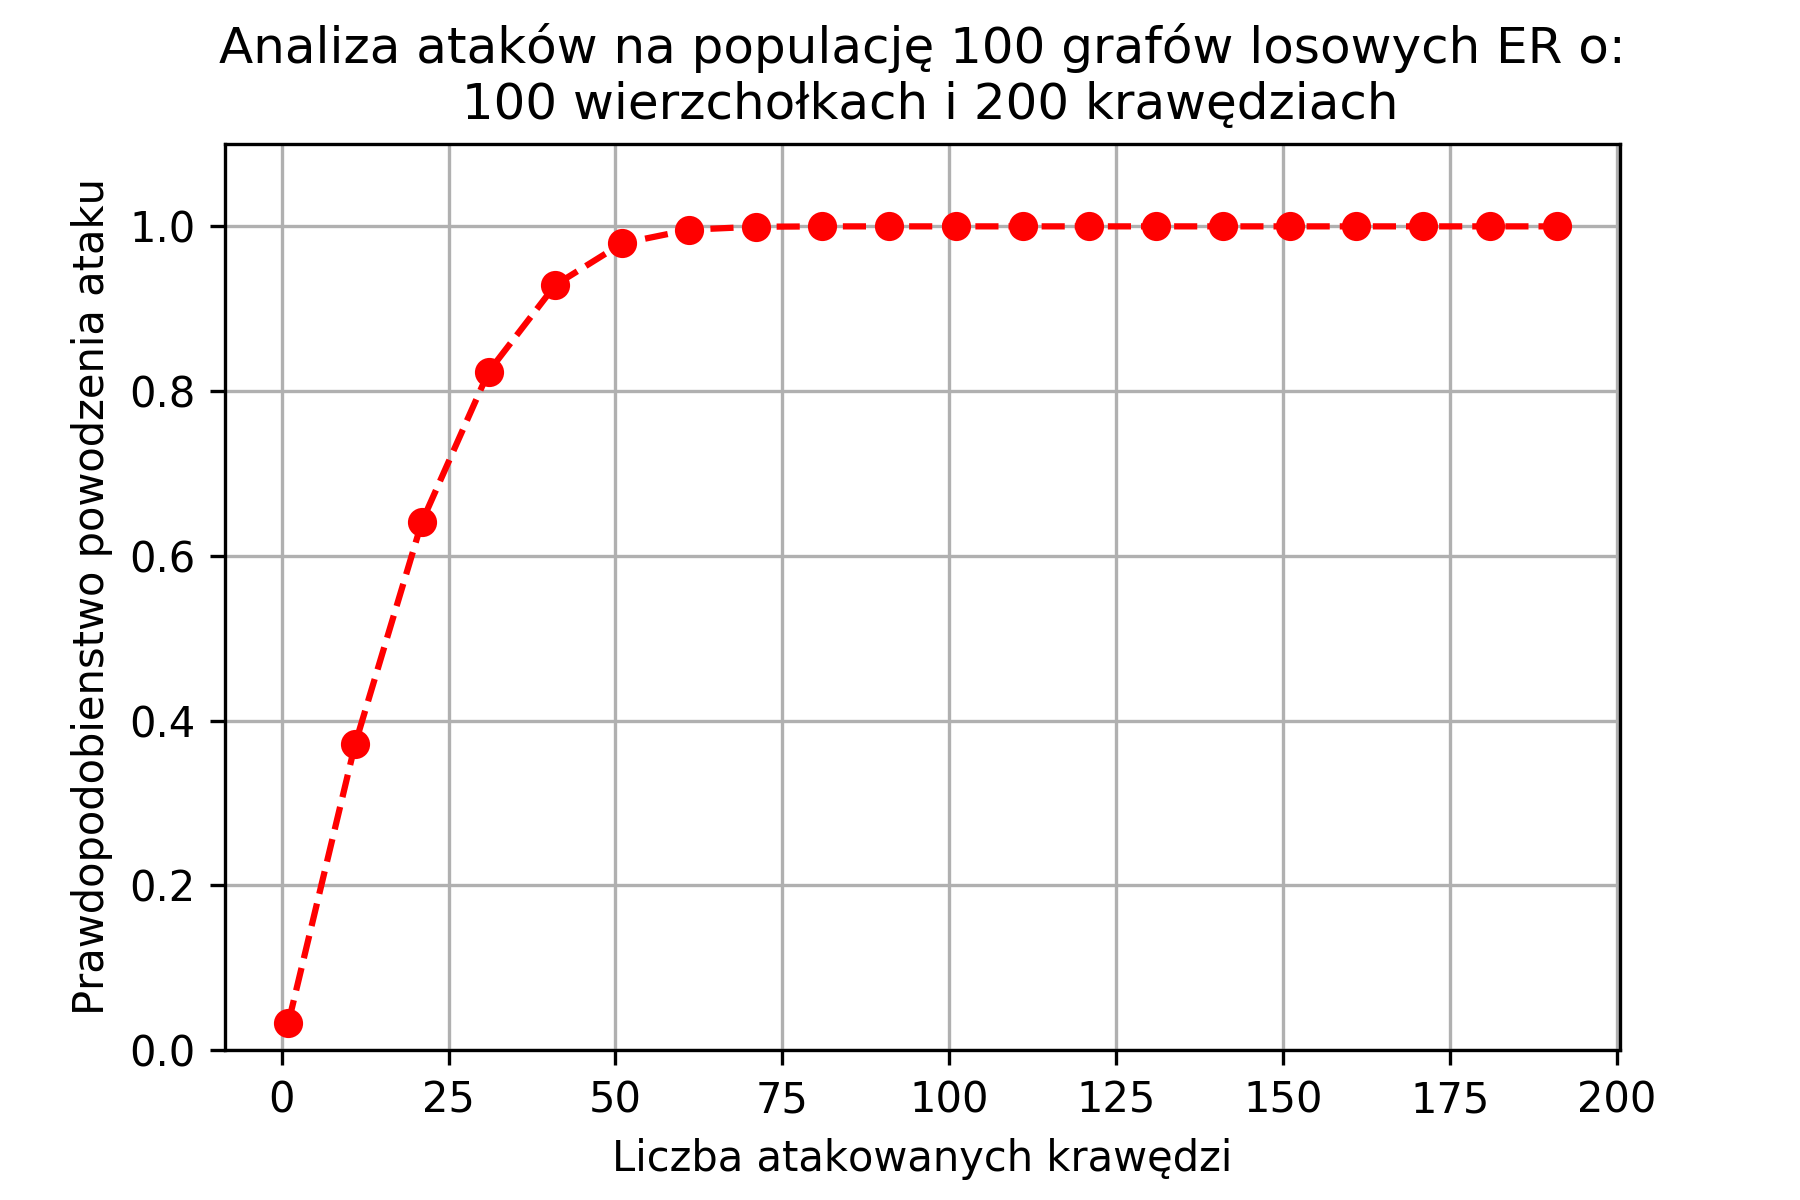 Analiza ataków na populację 100 grafów losowych ER o:
100 wierzchołkach i 200 krawędziach
Prawdopodobienstwo powodzenia ataku
1.0
0.8
0.6
0.4
0.2
0.0
0 25 50 75 100 125 150 175 200
Liczba atakowanych krawędzi